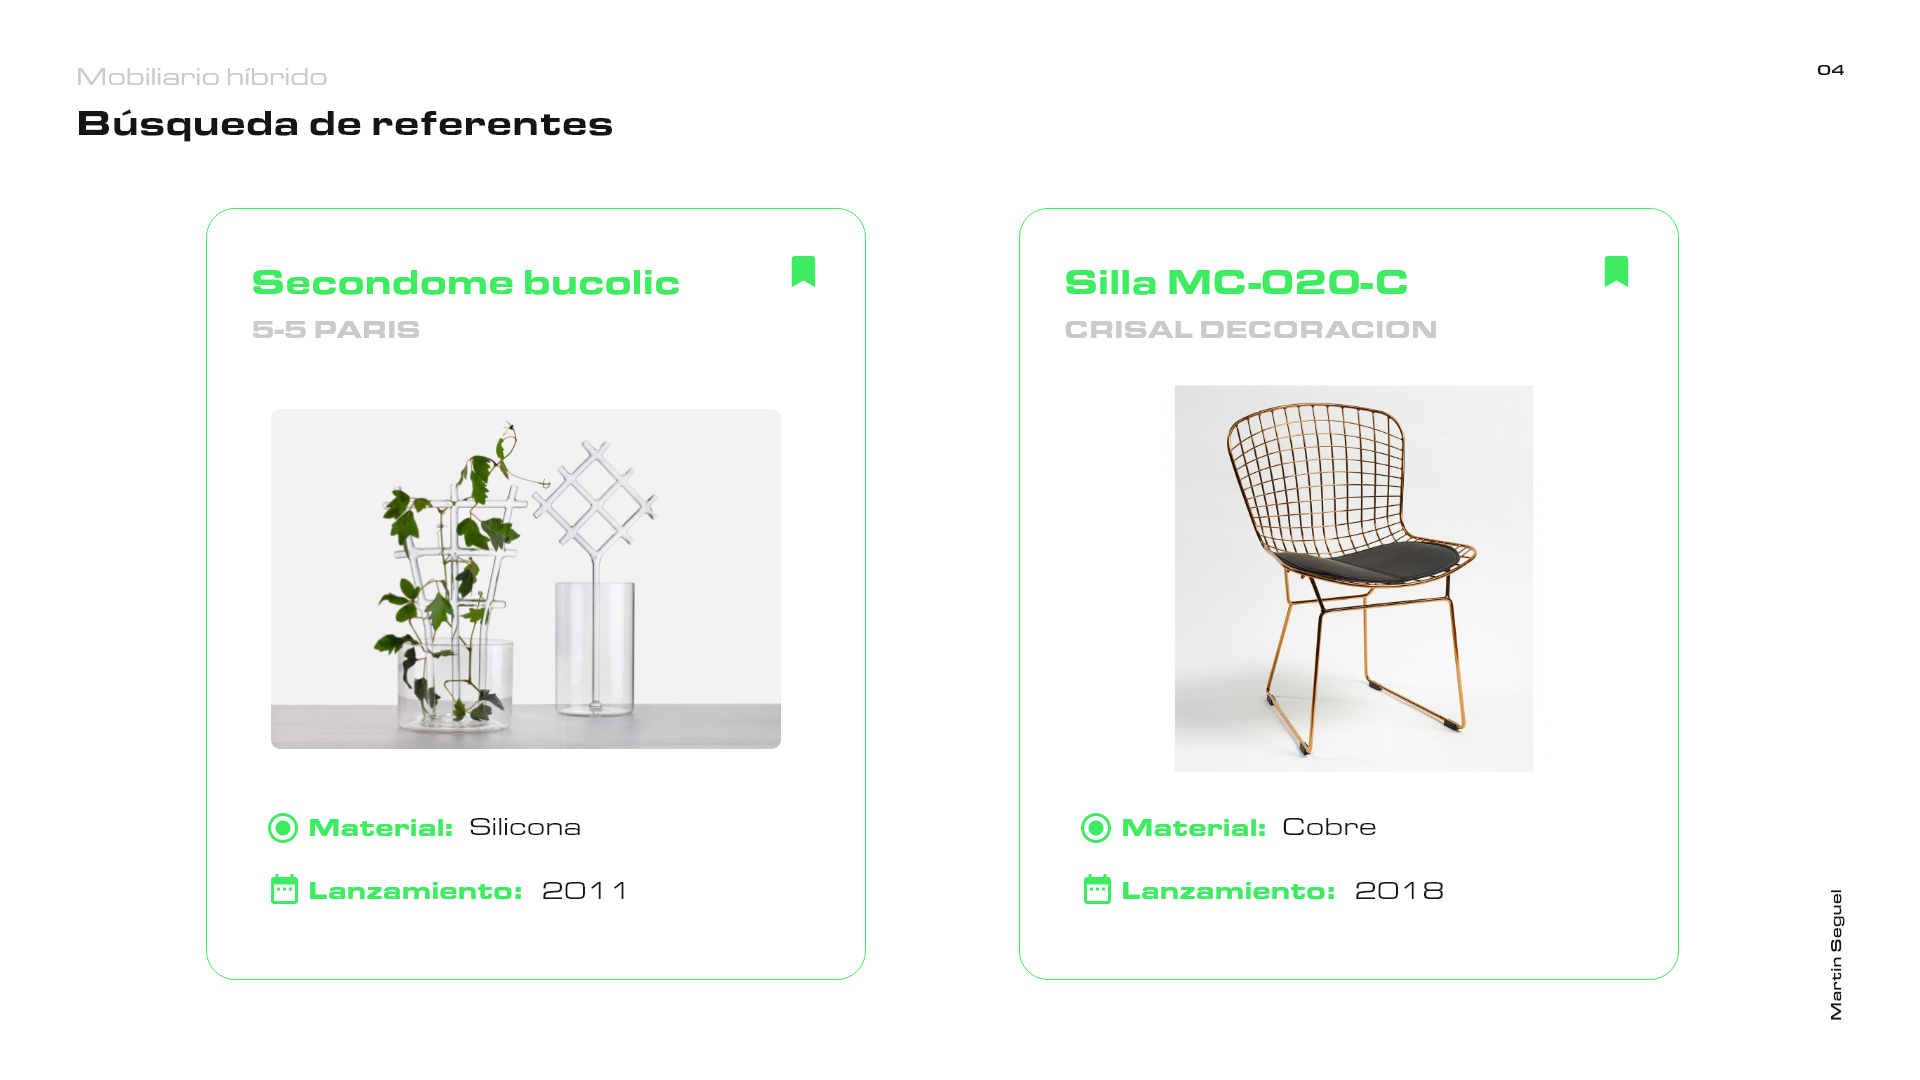 Mobiliario híbrido
04
Búsqueda de referentes
Secondome bucolic
5-5 PARIS
Material: Silicona
Lanzamiento: 2011
Silla MC-020-C
CRISAL DECORACION
Material: Cobre
Lanzamiento: 2018
Martin Seguel